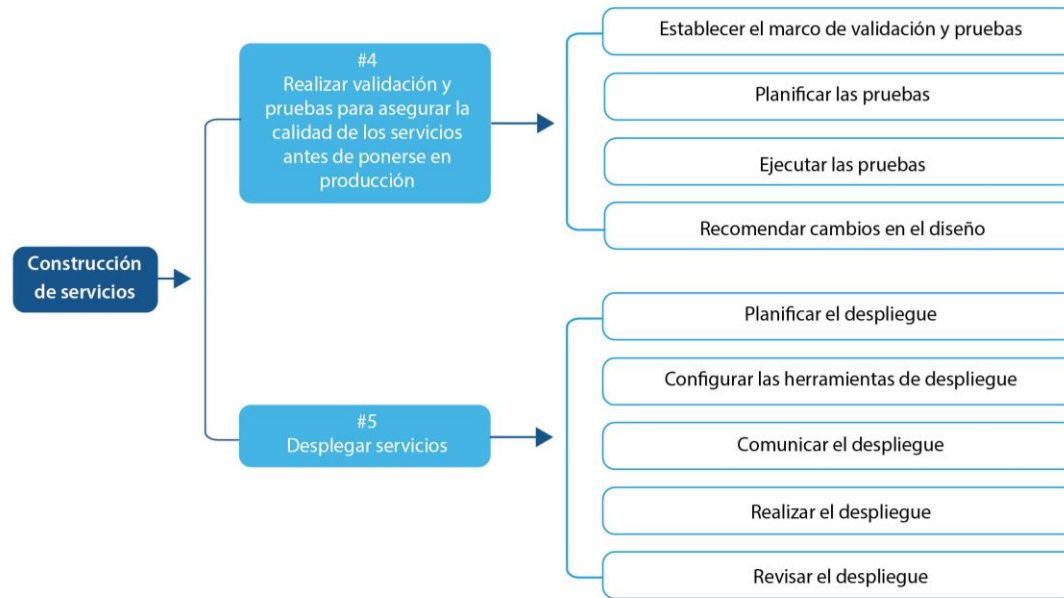 Construcción
de servicios
#4
Realizar validación y
pruebas para asegurar la
calidad de los servicios
antes de ponerse en
producción
Establecer el marco de validación y pruebas
Planificar las pruebas
Ejecutar las pruebas
Recomendar cambios en el diseño
#5
Desplegar servicios
Planificar el despliegue
Configurar las herramientas de despliegue
Comunicar el despliegue
Realizar el despliegue
Revisar el despliegue